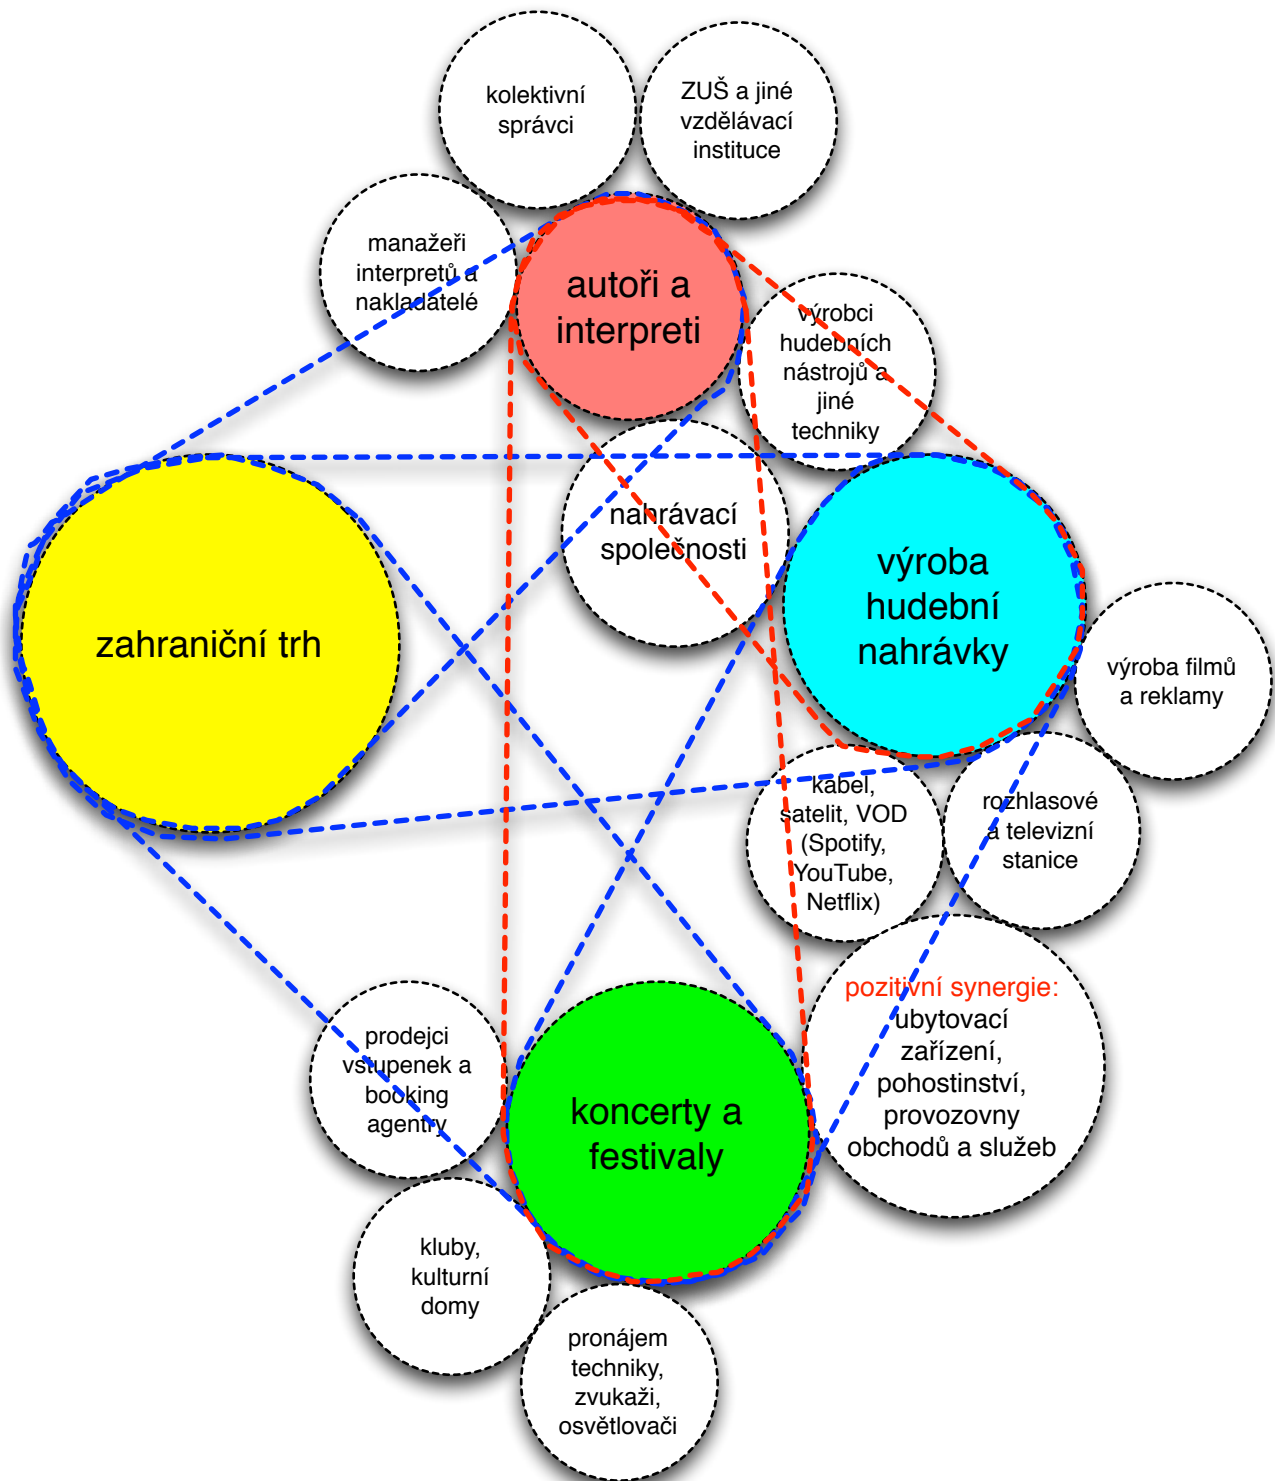 kolektivní
správci
ZUŠ a jiné
vzdělávací
instituce
manažeři
interpretů a
nakladatelé
autoři a
interpreti
výrobci
hudebních
nástrojů a
jiné
techniky
nahrávací
společnosti
zahraniční trh
výroba
hudební
nahrávky
výroba filmů
a reklamy
kabel,
satelit, VOD
(Spotify,
YouTube,
Netflix)
rozhlasové
a televizní
stanice
pozitivní synergie:
ubytovací
zařízení,
pohostinství,
provozovny
obchodů a služeb
prodejci
vstupenek a
booking
agentry
koncerty a
festivaly
kluby,
kulturní
domy
pronájem
techniky,
zvukaži,
osvětlovači